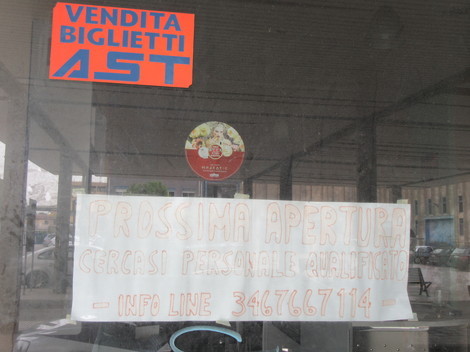 VENDITA
BIGLIETTI
AST
PROSSIMA APERTURA
CERCASI PERSONALE QUALIFICATO
- INFO LINE 3467667114 -